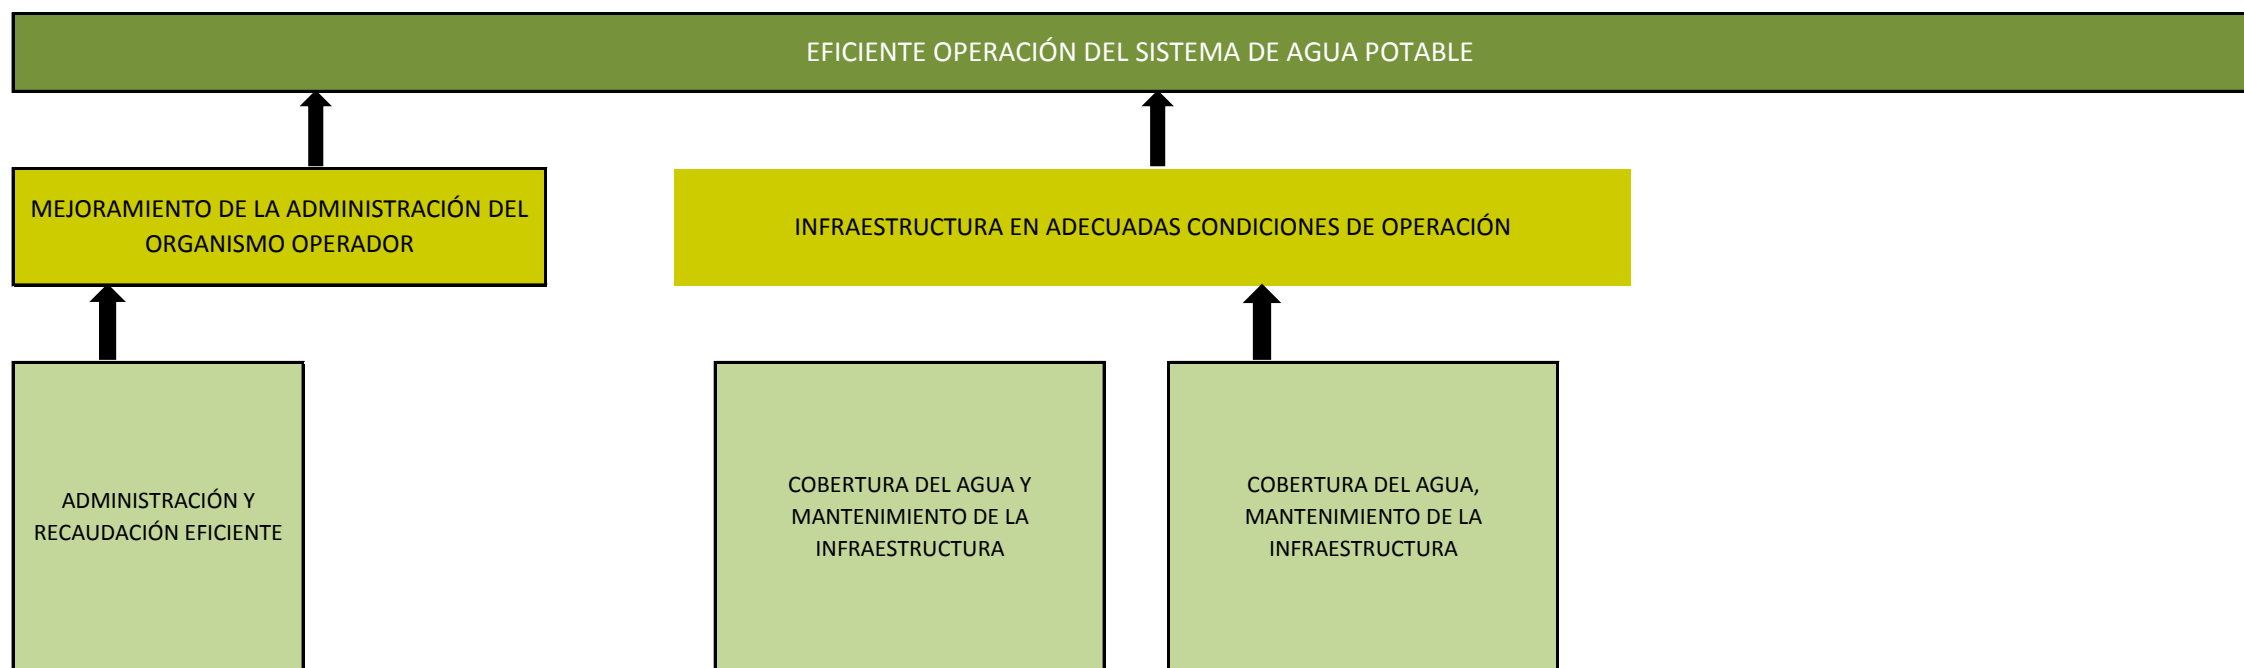 EFICIENTE OPERACIÓN DEL SISTEMA DE AGUA POTABLE
MEJORAMIENTO DE LA ADMINISTRACIÓN DEL
ORGANISMO OPERADOR
INFRAESTRUCTURA EN ADECUADAS CONDICIONES DE OPERACIÓN
ADMINISTRACIÓN Y
RECAUDACIÓN EFICIENTE
COBERTURA DEL AGUA Y
MANTENIMIENTO DE LA
INFRAESTRUCTURA
COBERTURA DEL AGUA,
MANTENIMIENTO DE LA
INFRAESTRUCTURA